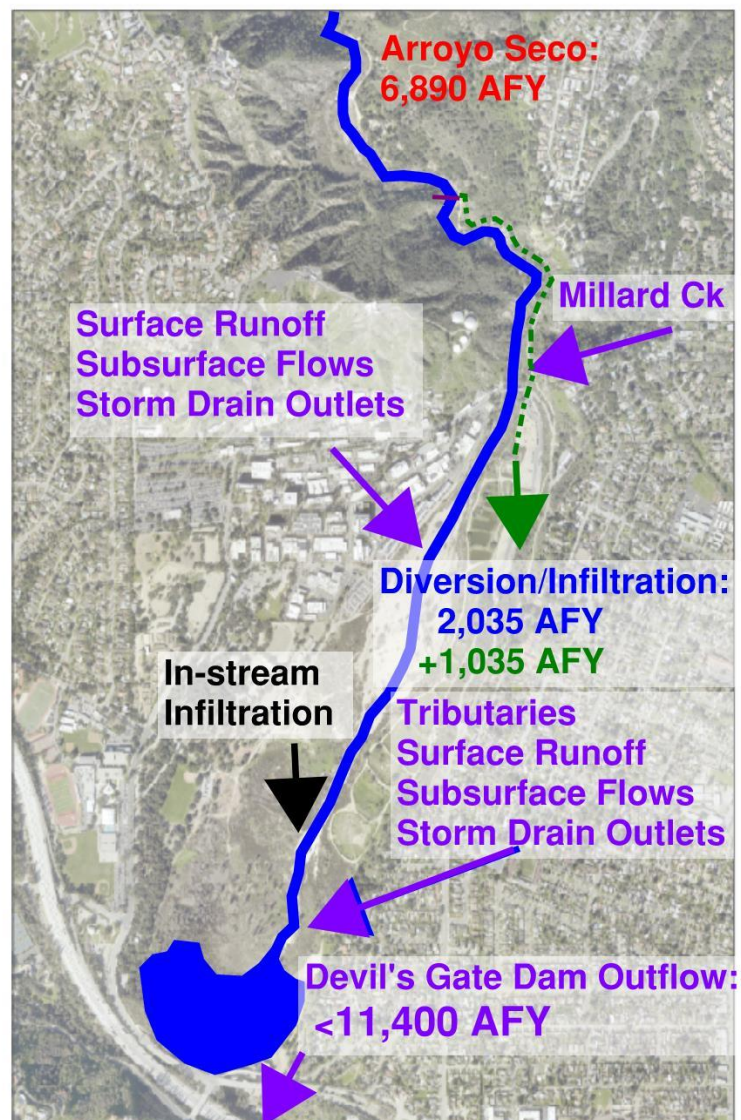 Arroyo Seco:
6,890 AFY
Millard Ck
Surface Runoff
Subsurface Flows
Storm Drain Outlets
Diversion/Infiltration:
2,035 AFY
+1,035 AFY
In-stream
Infiltration
Tributaries
Surface Runoff
Subsurface Flows
Storm Drain Outlets
Devil's Gate Dam Outflow:
<11,400 AFY